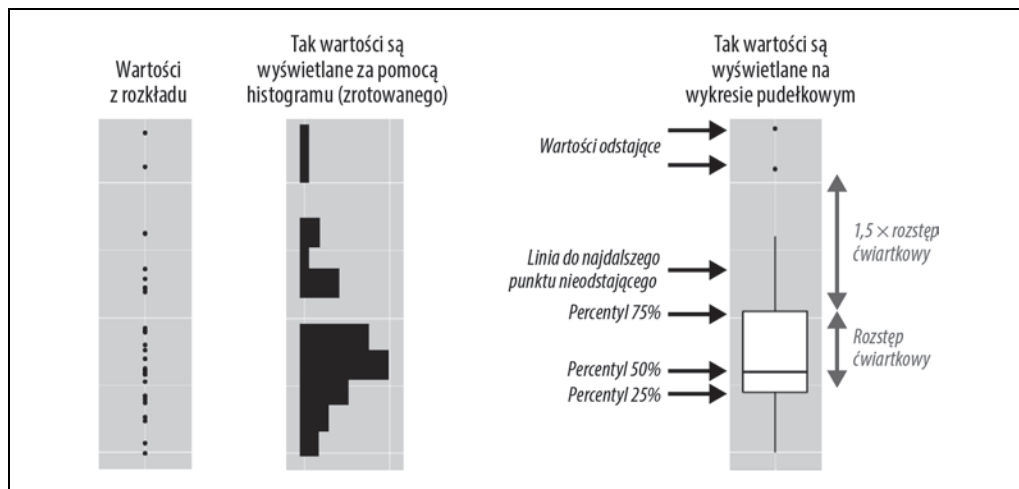 Wartości
z rozkładu
Tak wartości są
wyświetlane za pomocą
histogramu (zrotowanego)
Tak wartości są
wyświetlane na
wykresie pudełkowym
Wartości odstające
1,5 × rozstęp
ćwiartkowy
Linia do najdalszego
punktu nieodstającego
Percentyl 75%
Rozstęp
ćwiartkowy
Percentyl 50%
Percentyl 25%